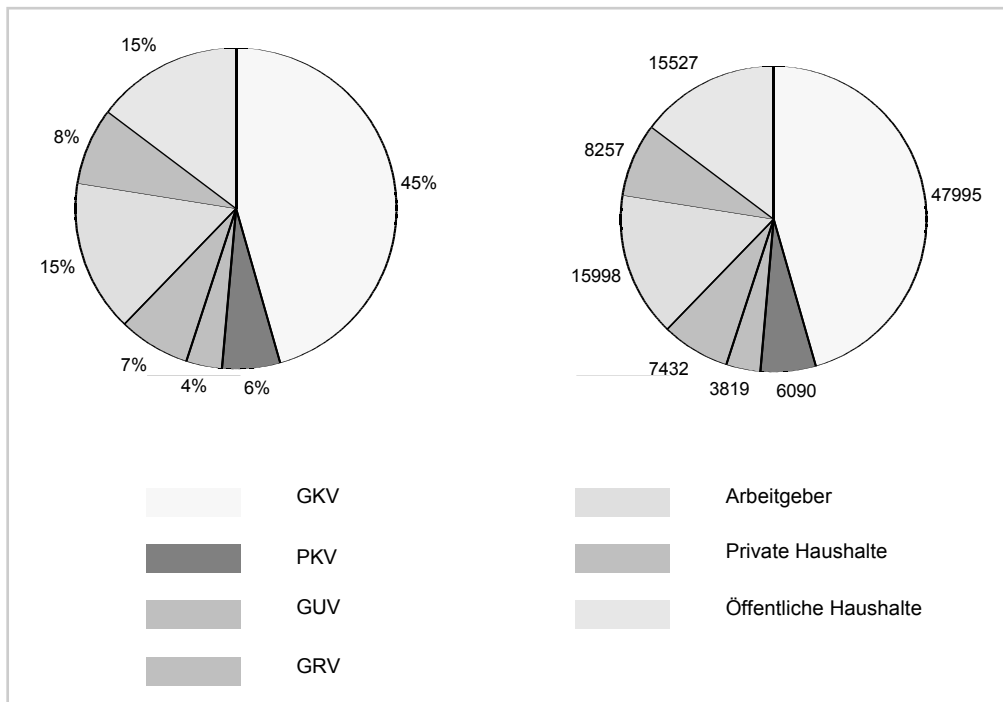 15%
8%
45%
15%
7%
4%
6%
15527
8257
47995
15998
7432
3819
6090
GKV
PKV
GUV
GRV
Arbeitgeber
Private Haushalte
Öffentliche Haushalte